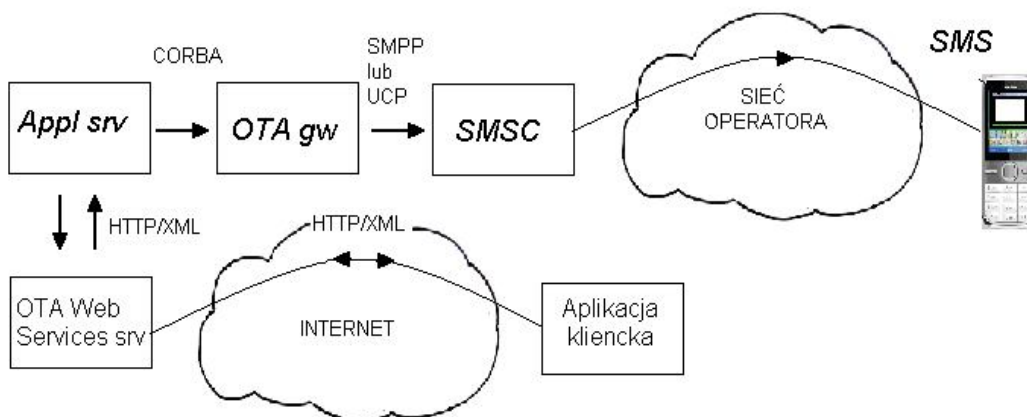 CORBA
SMPP
lub
UCP
SMS
Appl srv
OTA gw
SMSC
SIEĆ
OPERATORA
HTTP/XML
HTTP/XML
OTA Web
Services srv
INTERNET
Aplikacja
kliencka